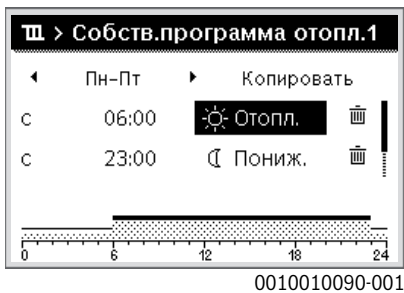 > Собств.программа отопл.1
Пн-Пт Копировать
с 06:00 Отопл.
с 23:00 Пониж.
0 6 12 18 24
0010010090-001